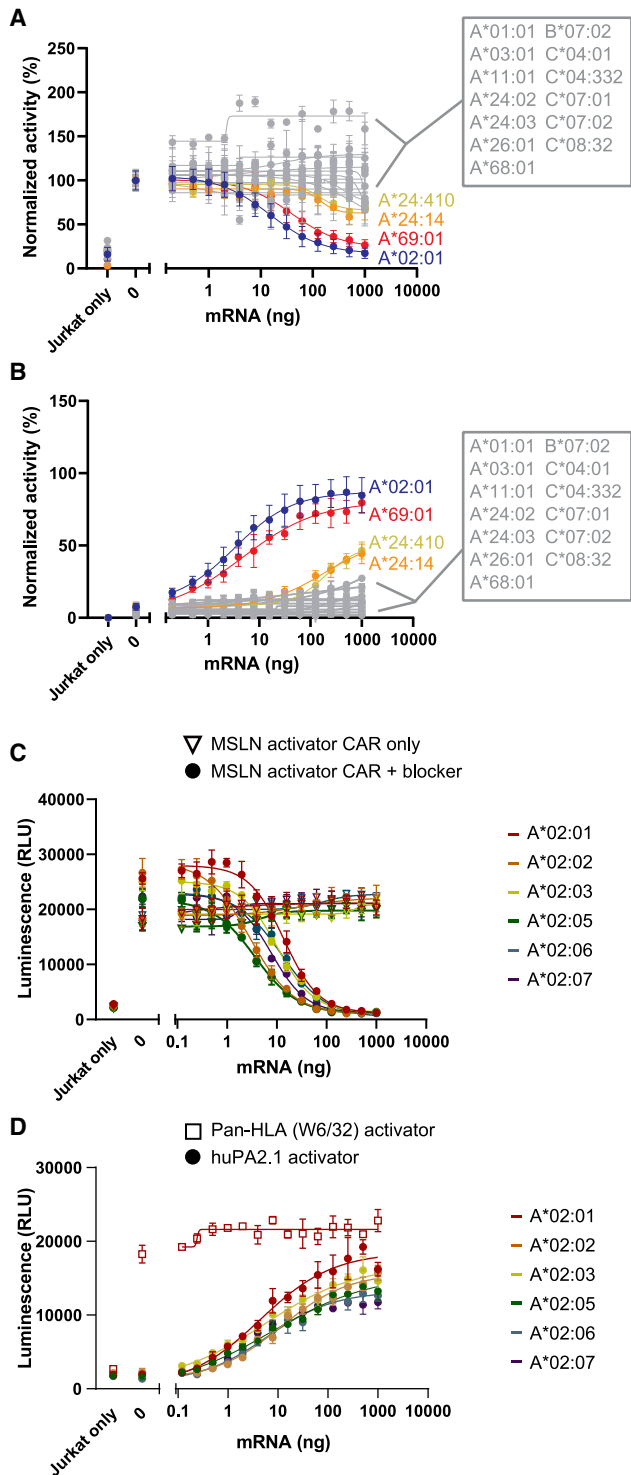 A
Normalized activity (%)
250
200
150
100
50
0
Jurkat only
0
1
10
100
1000
10000
mRNA (ng)
A*24:410
A*24:14
A*69:01
A*02:01
A*01:01 B*07:02
A*03:01 C*04:01
A*11:01 C*04:332
A*24:02 C*07:01
A*24:03 C*07:02
A*26:01 C*08:32
A*68:01
B
Normalized activity (%)
150
100
50
0
Jurkat only
0
1
10
100
1000
10000
mRNA (ng)
A*02:01
A*69:01
A*24:410
A*24:14
A*01:01 B*07:02
A*03:01 C*04:01
A*11:01 C*04:332
A*24:02 C*07:01
A*24:03 C*07:02
A*26:01 C*08:32
A*68:01
C
MSLN activator CAR only
MSLN activator CAR + blocker
Luminescence (RLU)
40000
30000
20000
10000
0
Jurkat only
0
0.1
1
10
100
1000
10000
mRNA (ng)
A*02:01
A*02:02
A*02:03
A*02:05
A*02:06
A*02:07
D
Pan-HLA (W6/32) activator
huPA2.1 activator
Luminescence (RLU)
30000
20000
10000
0
Jurkat only
0
0.1
1
10
100
1000
10000
mRNA (ng)
A*02:01
A*02:02
A*02:03
A*02:05
A*02:06
A*02:07